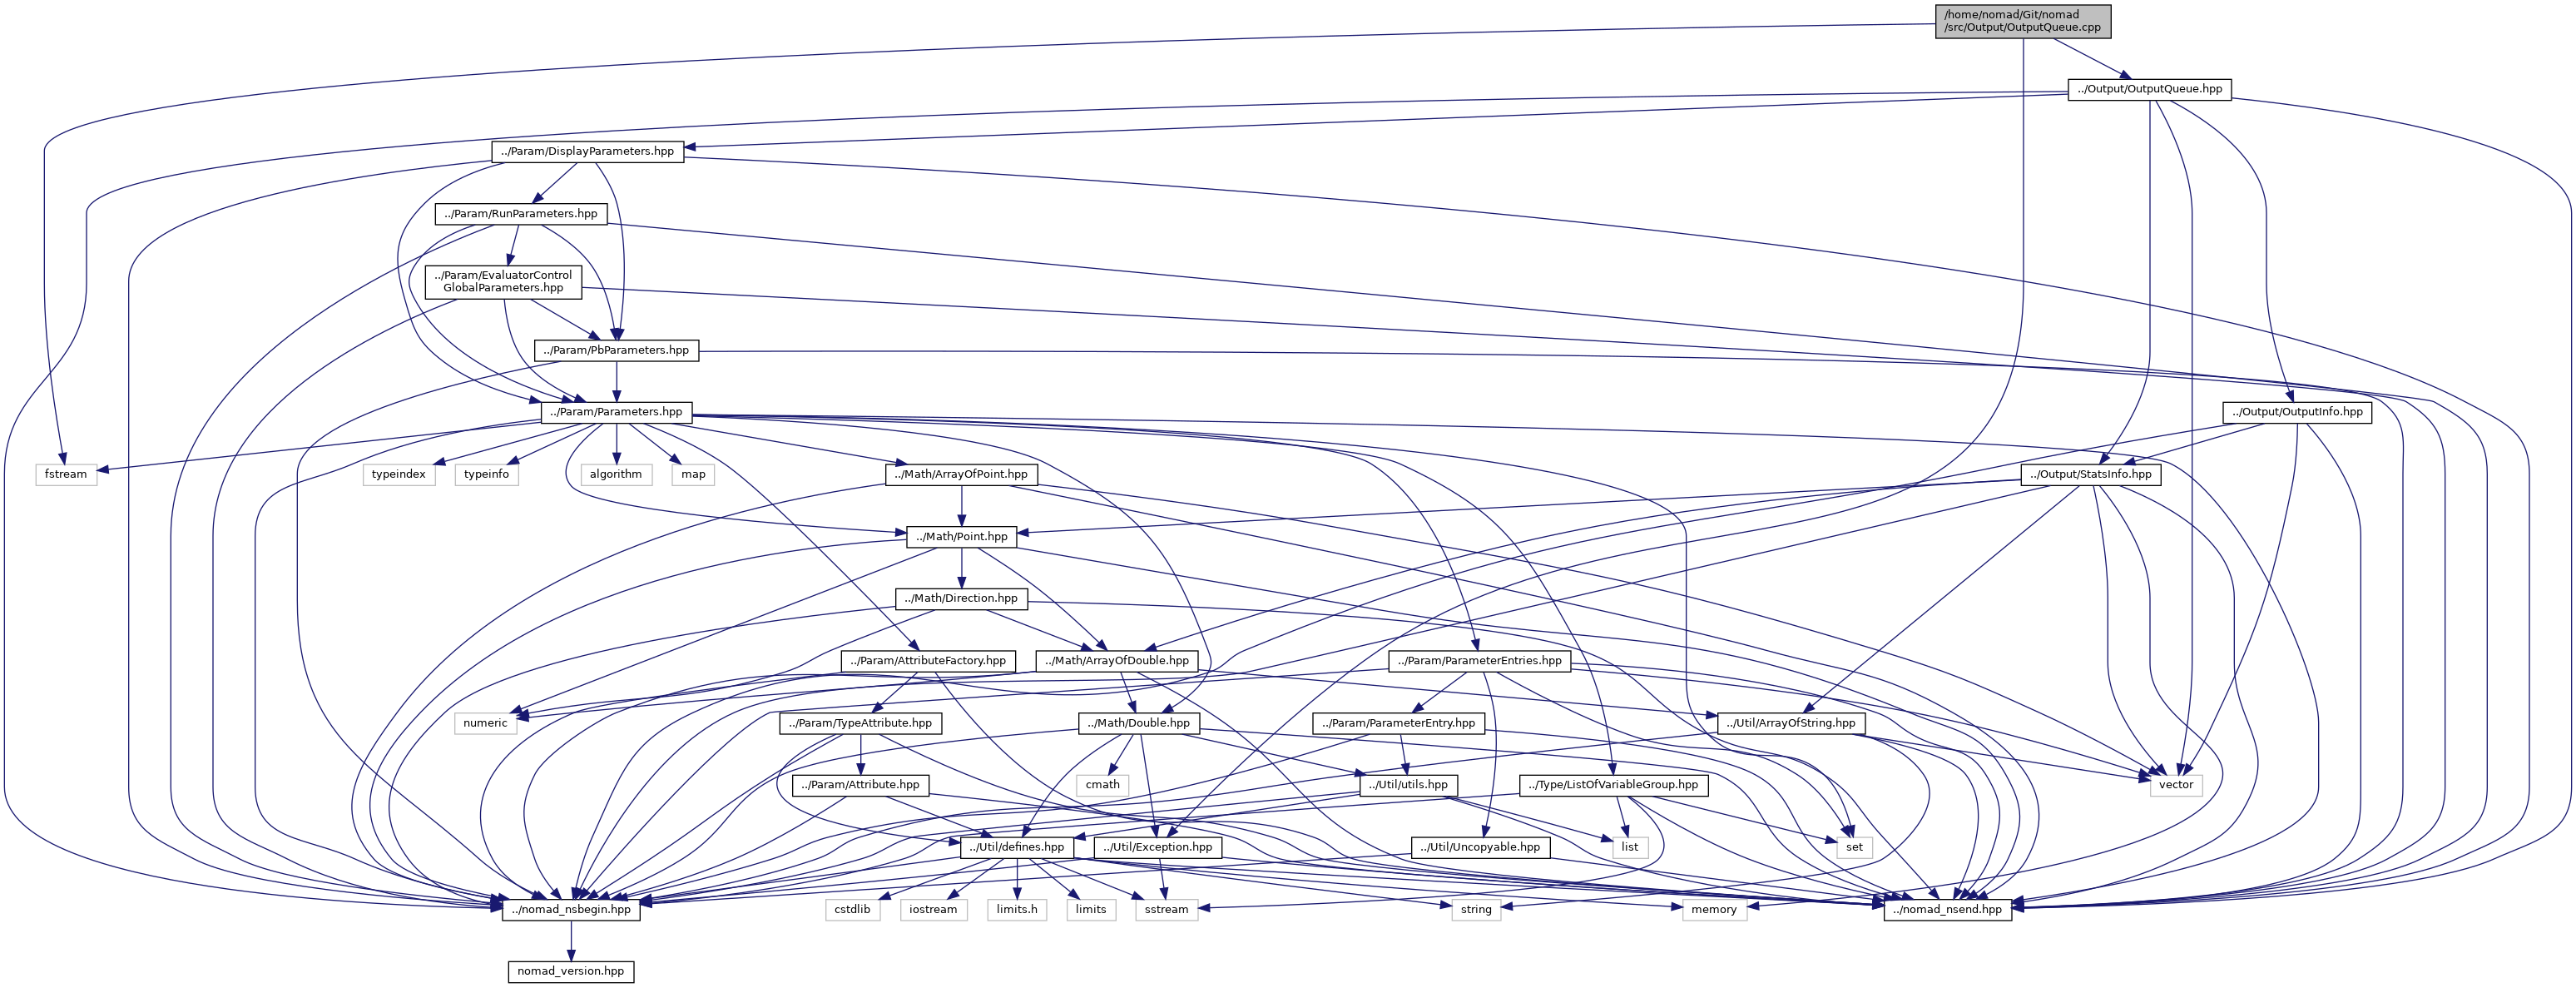 /home/nomad/Git/nomad
/src/Output/OutputQueue.cpp
../Output/OutputQueue.hpp
../Param/DisplayParameters.hpp
../Param/RunParameters.hpp
../Param/EvaluatorControl
GlobalParameters.hpp
../Param/PbParameters.hpp
../Param/Parameters.hpp
../Output/OutputInfo.hpp
fstream
typeindex
typeinfo
algorithm
map
../Math/ArrayOfPoint.hpp
../Output/StatsInfo.hpp
../Math/Point.hpp
../Math/Direction.hpp
../Param/AttributeFactory.hpp
../Math/ArrayOfDouble.hpp
../Param/ParameterEntries.hpp
numeric
../Param/TypeAttribute.hpp
../Math/Double.hpp
../Param/ParameterEntry.hpp
../Util/ArrayOfString.hpp
../Param/Attribute.hpp
cmath
../Util/utils.hpp
../Type/ListOfVariableGroup.hpp
vector
../Util/defines.hpp
../Util/Exception.hpp
../Util/Uncopyable.hpp
list
set
../nomad_nsbegin.hpp
cstdlib
iostream
limits.h
limits
sstream
string
memory
../nomad_nsend.hpp
nomad_version.hpp